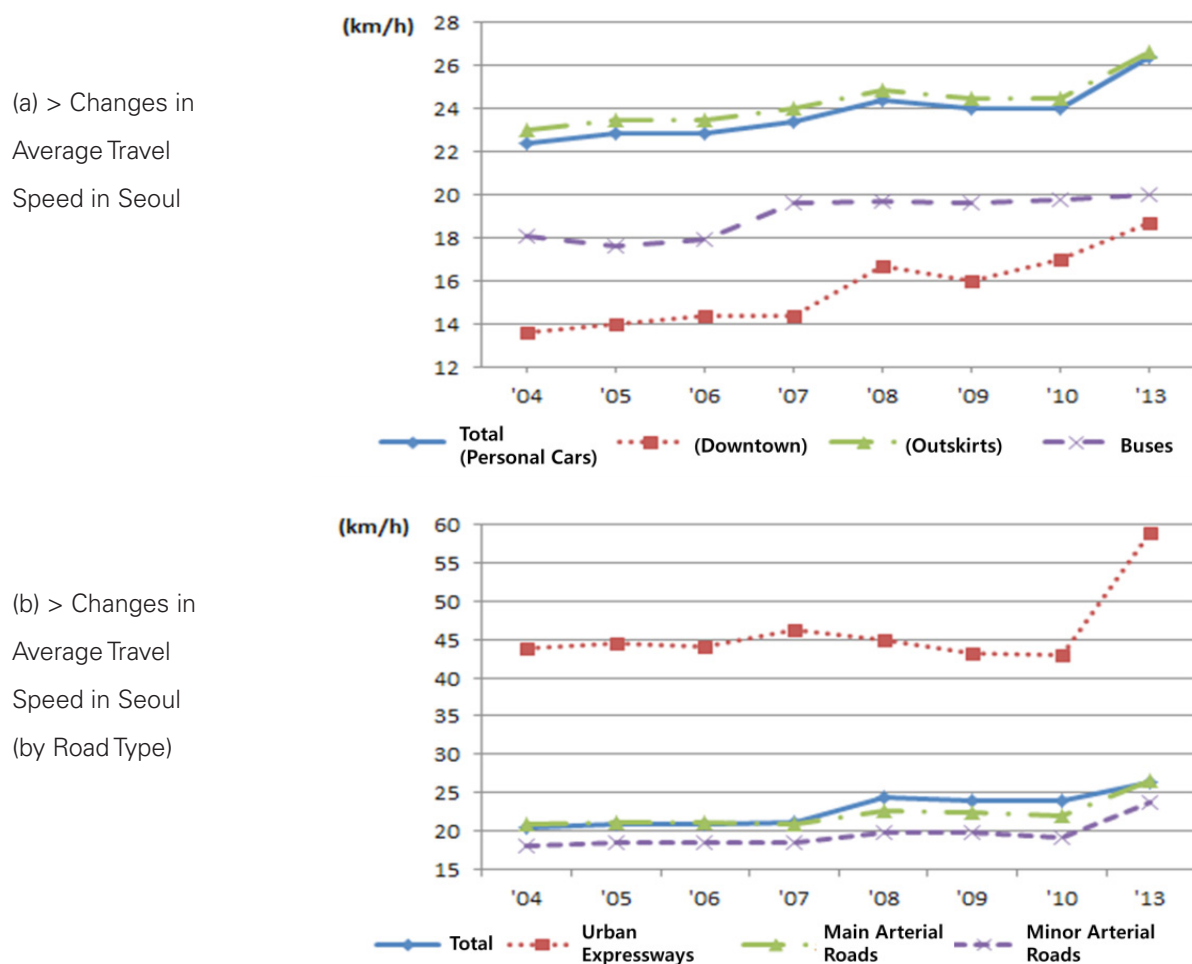 (km/h)
28
26
24
22
20
18
16
14
12
'04 '05 '06 '07 '08 '09 '10 '13
Total
(Personal Cars)
(Downtown)
(Outskirts)
Buses
(a) > Changes in
Average Travel
Speed in Seoul
(km/h)
60
55
50
45
40
35
30
25
20
15
'04 '05 '06 '07 '08 '09 '10 '13
Total
Urban
Expressways
Main Arterial
Roads
Minor Arterial
Roads
(b) > Changes in
Average Travel
Speed in Seoul
(by Road Type)